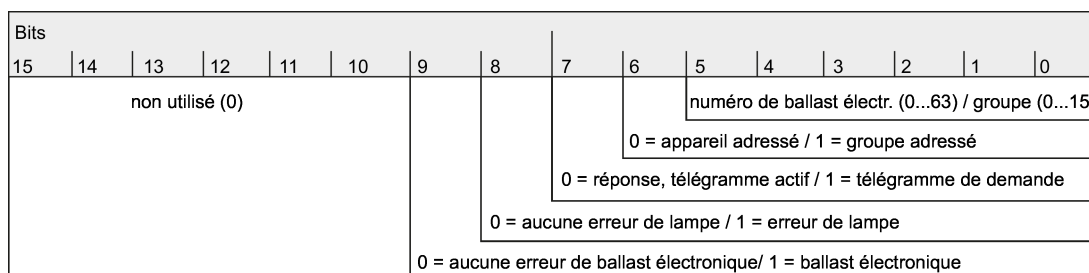 Bits
15 14 13 12 11 10 9 8 7 6 5 4 3 2 1 0
non utilisé (0) numéro de ballast électr. (0...63) / groupe (0...15
0 = appareil adressé / 1 = groupe adressé
0 = réponse, télégramme actif / 1 = télégramme de demande
0 = aucune erreur de lampe / 1 = erreur de lampe
0 = aucune erreur de ballast électronique/ 1 = ballast électronique